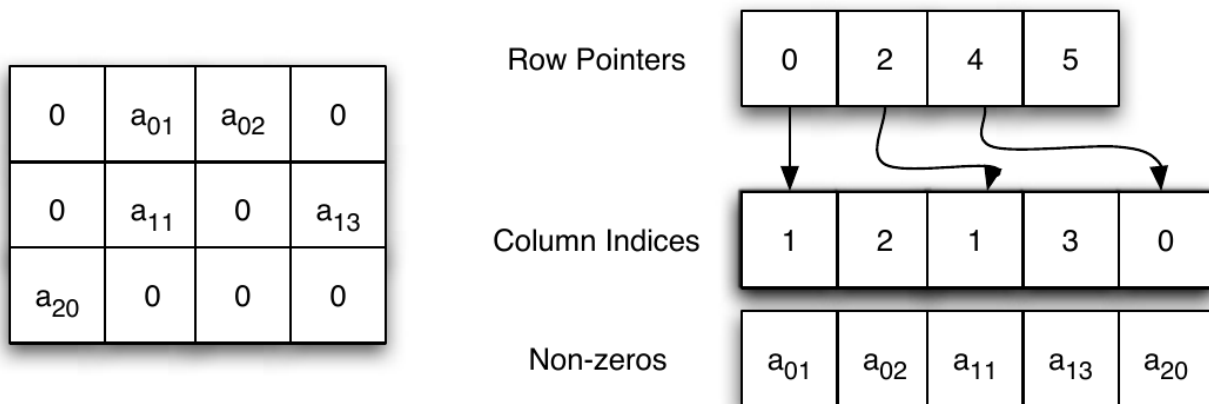 0 a01 a02 0
0 a11 0 a13
a20 0 0 0
Row Pointers 0 2 4 5
Column Indices 1 2 1 3 0
Non-zeros a01 a02 a11 a13 a20